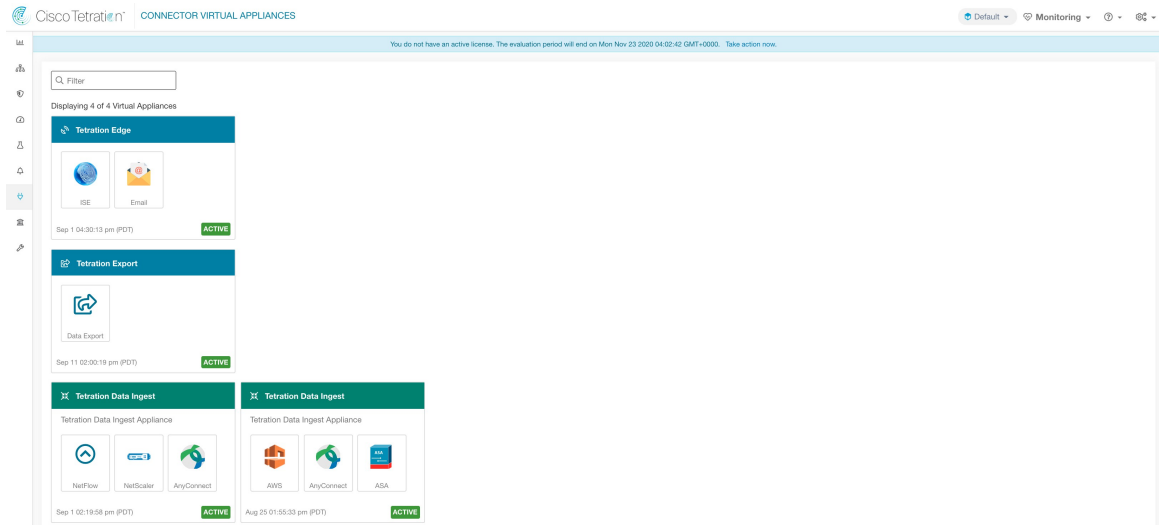 Cisco Tetration™ CONNECTOR VIRTUAL APPLIANCES
Default Monitoring
You do not have an active license. The evaluation period will end on Mon Nov 23 2020 04:02:42 GMT+0000. Take action now.
Filter
Displaying 4 of 4 Virtual Appliances
Tetration Edge
ISE Email
Sep 1 04:30:13 pm (PDT) ACTIVE
Tetration Export
Data Export
Sep 11 02:00:19 pm (PDT) ACTIVE
Tetration Data Ingest
Tetration Data Ingest Appliance
NetFlow NetScaler AnyConnect
Sep 1 02:19:58 pm (PDT) ACTIVE
Tetration Data Ingest
Tetration Data Ingest Appliance
ASA
AWS AnyConnect ASA
Aug 25 01:55:33 pm (PDT) ACTIVE